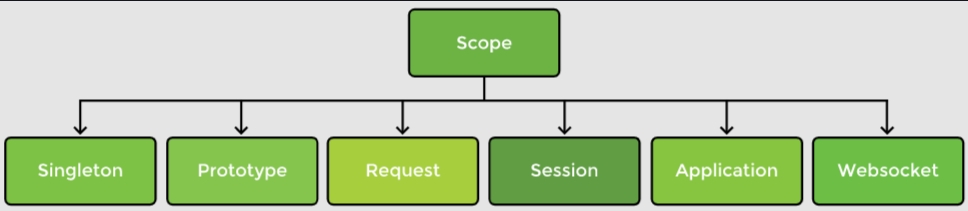 Scope
Singleton
Prototype
Request
Session
Application
Websocket